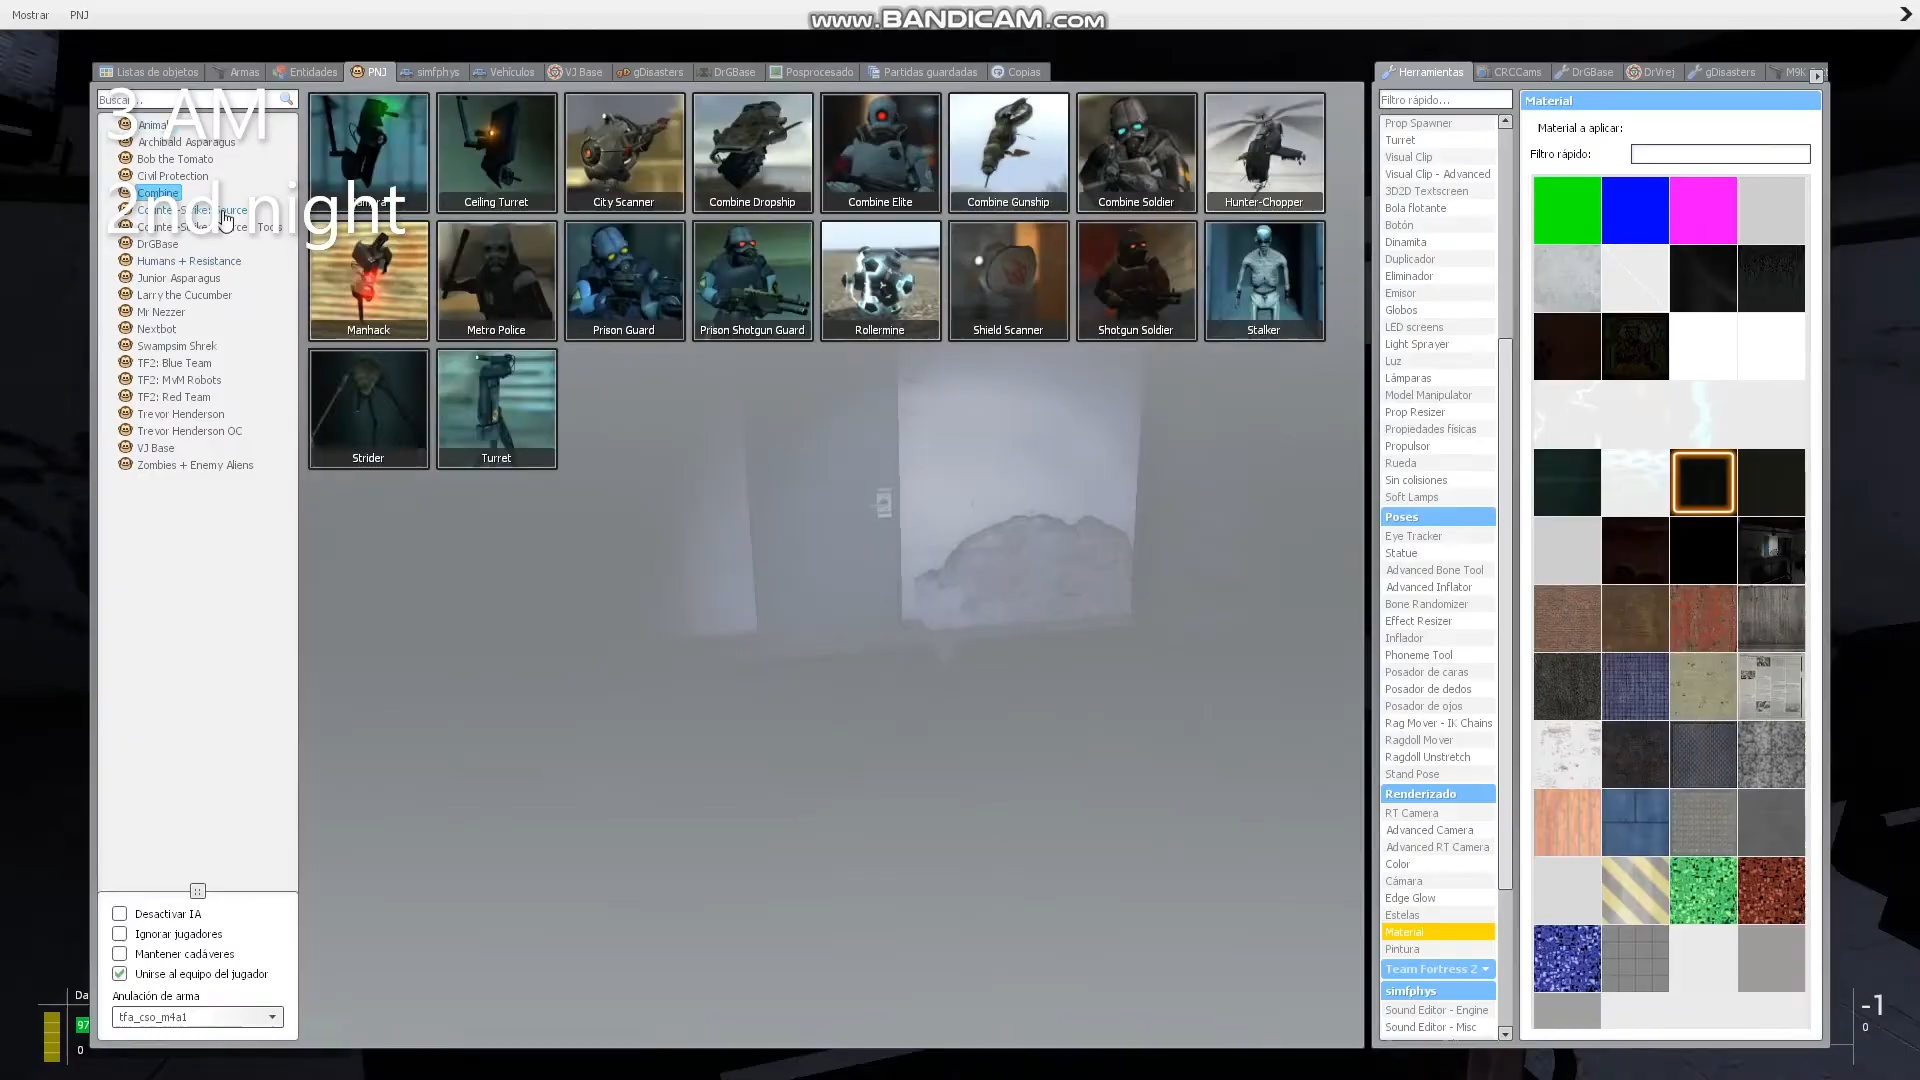 Mostrar
PNJ
www.BANDICAM.com
Listas de objetos
Armas
Entidades
PNJ
simfphys
Vehículos
VJ Base
gDisasters
DrGBase
Posprocesado
Partidas guardadas
Copias
Buscar...
3 AM
2nd night
Animal
Archibald Asparagus
Bob the Tomato
Civil Protection
Combine
Counter-Strike: Source
DrGBase
Humans + Resistance
Junior Asparagus
Larry the Cucumber
Mr Nezzer
Nextbot
Swampsim Shrek
TF2: Blue Team
TF2: MvM Robots
TF2: Red Team
Trevor Henderson
Trevor Henderson OC
VJ Base
Zombies + Enemy Aliens
Ceiling Turret
City Scanner
Combine Dropship
Combine Elite
Combine Gunship
Combine Soldier
Hunter-Chopper
Manhack
Metro Police
Prison Guard
Prison Shotgun Guard
Rollermine
Shield Scanner
Shotgun Soldier
Stalker
Strider
Turret
Desactivar IA
Ignorar jugadores
Mantener cadáveres
Unirse al equipo del jugador
Anulación de arma
tfa_cso_m4a1
Da
97
0
Herramientas
CRCCams
DrGBase
DrVrej
gDisasters
M9K
Filtro rápido...
Prop Spawner
Turret
Visual Clip
Visual Clip - Advanced
3D2D Textscreen
Bola flotante
Botón
Dinamita
Duplicador
Eliminador
Emisor
Globos
LED screens
Light Sprayer
Luz
Lámparas
Model Manipulator
Prop Resizer
Propiedades físicas
Propulsor
Rueda
Sin colisiones
Soft Lamps
Poses
Eye Tracker
Statue
Advanced Bone Tool
Advanced Inflator
Bone Randomizer
Effect Resizer
Inflador
Phoneme Tool
Posador de caras
Posador de dedos
Posador de ojos
Rag Mover - IK Chains
Ragdoll Mover
Ragdoll Unstretch
Stand Pose
Renderizado
RT Camera
Advanced Camera
Advanced RT Camera
Color
Cámara
Edge Glow
Estelas
Material
Pintura
Team Fortress 2
simfphys
Sound Editor - Engine
Sound Editor - Misc
Material
Material a aplicar:
Filtro rápido:
-1
0